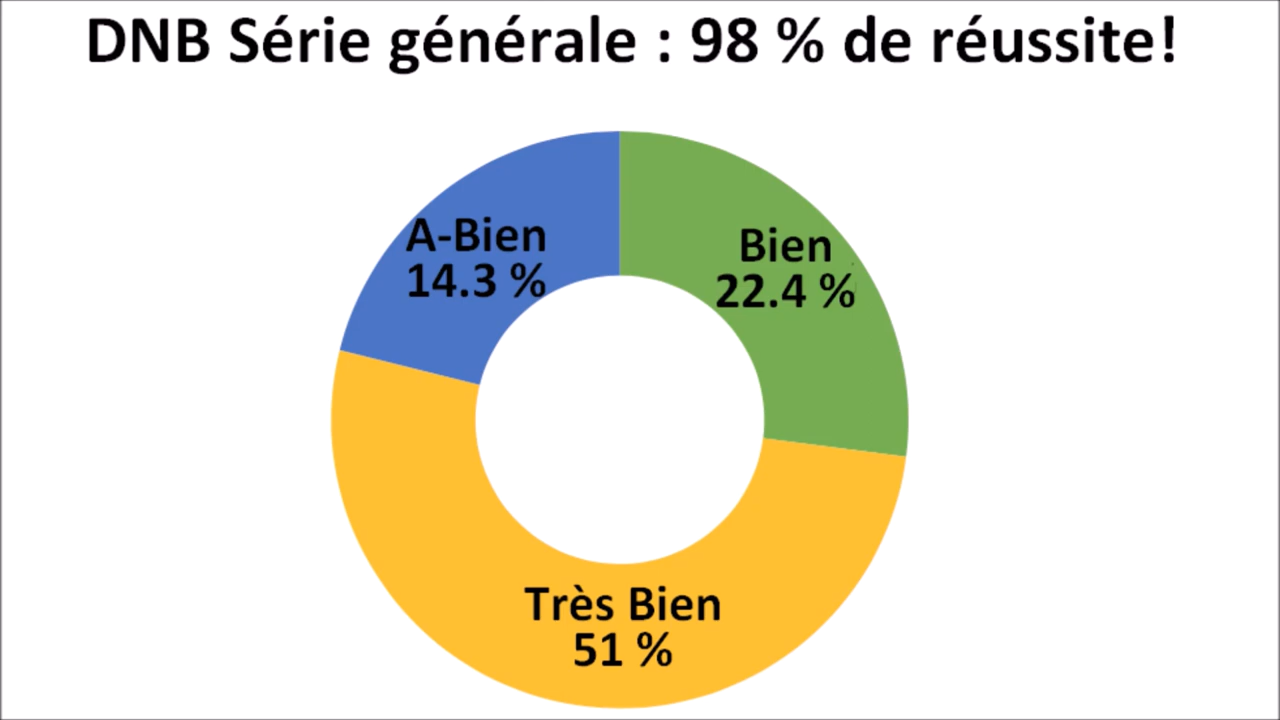 DNB Série générale : 98 % de réussite!
A-Bien
14.3 %
Bien
22.4 %
Très Bien
51 %